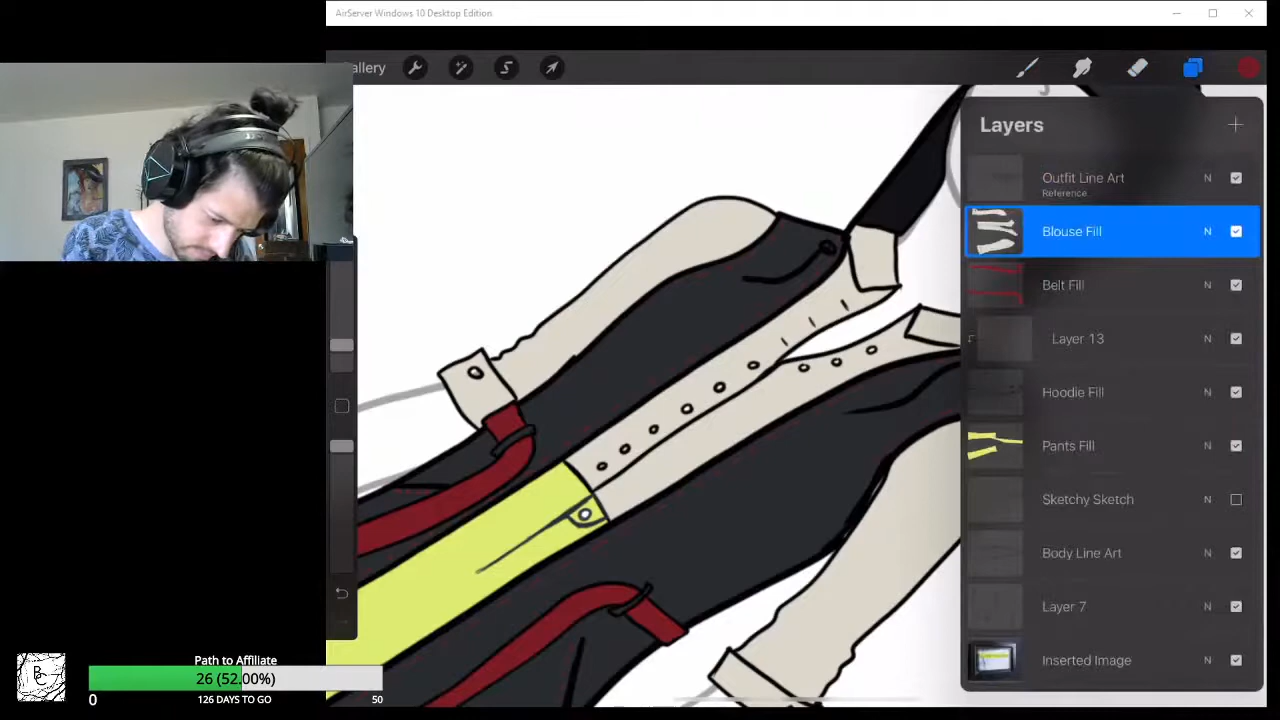 AirServer Windows 10 Desktop Edition
allery
Layers
Outfit Line Art N
Reference
Blouse Fill N
Belt Fill N
Layer 13 N
Hoodie Fill N
Pants Fill N
Sketchy Sketch N
Body Line Art N
Layer 7 N
Inserted Image N
Path to Affiliate
26 (52.00%)
0 126 DAYS TO GO 50